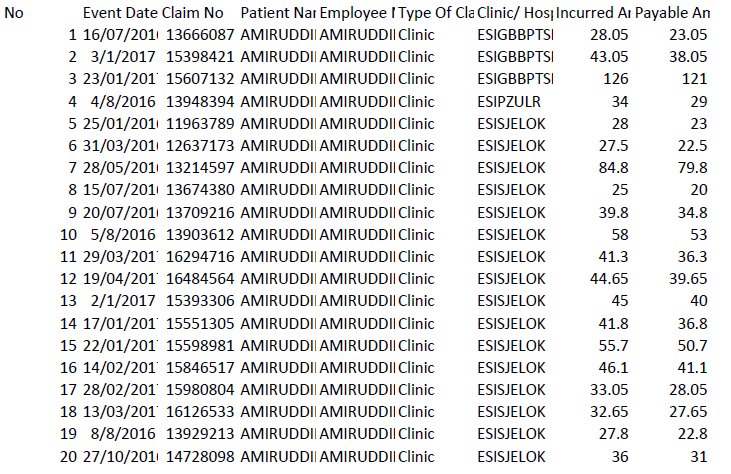 No Event Date Claim No Patient Nar Employee Type Of Cla Clinic/ Hosp Incurred Ar Payable Am
1 16/07/201 13666087 AMIRUDDI AMIRUDDI Clinic ESIGBBPTS 28.05 23.05
2 3/1/2017 15398421 AMIRUDDI AMIRUDDI Clinic ESIGBBPTS 43.05 38.05
3 23/01/201 15607132 AMIRUDDI AMIRUDDI Clinic ESIGBBPTS 126 121
4 4/8/2016 13948394 AMIRUDDI AMIRUDDI Clinic ESIPZULR 34 29
5 25/01/201 11963789 AMIRUDDI AMIRUDDI Clinic ESISJELOK 28 23
6 31/03/201 12637173 AMIRUDDI AMIRUDDI Clinic ESISJELOK 27.5 22.5
7 28/05/201 13214597 AMIRUDDI AMIRUDDI Clinic ESISJELOK 84.8 79.8
8 15/07/201 13674380 AMIRUDDI AMIRUDDI Clinic ESISJELOK 25 20
9 20/07/201 13709216 AMIRUDDI AMIRUDDI Clinic ESISJELOK 39.8 34.8
10 5/8/2016 13903612 AMIRUDDI AMIRUDDI Clinic ESISJELOK 58 53
11 29/03/201 16294716 AMIRUDDI AMIRUDDI Clinic ESISJELOK 41.3 36.3
12 19/04/201 16484564 AMIRUDDI AMIRUDDI Clinic ESISJELOK 44.65 39.65
13 2/1/2017 15393306 AMIRUDDI AMIRUDDI Clinic ESISJELOK 45 40
14 17/01/201 15551305 AMIRUDDI AMIRUDDI Clinic ESISJELOK 41.8 36.8
15 22/01/201 15598981 AMIRUDDI AMIRUDDI Clinic ESISJELOK 55.7 50.7
16 14/02/201 15846517 AMIRUDDI AMIRUDDI Clinic ESISJELOK 46.1 41.1
17 28/02/201 15980804 AMIRUDDI AMIRUDDI Clinic ESISJELOK 33.05 28.05
18 13/03/201 16126533 AMIRUDDI AMIRUDDI Clinic ESISJELOK 32.65 27.65
19 8/8/2016 13929213 AMIRUDDI AMIRUDDI Clinic ESISJELOK 27.8 22.8
20 27/10/201 14728098 AMIRUDDI AMIRUDDI Clinic ESISJELOK 36 31